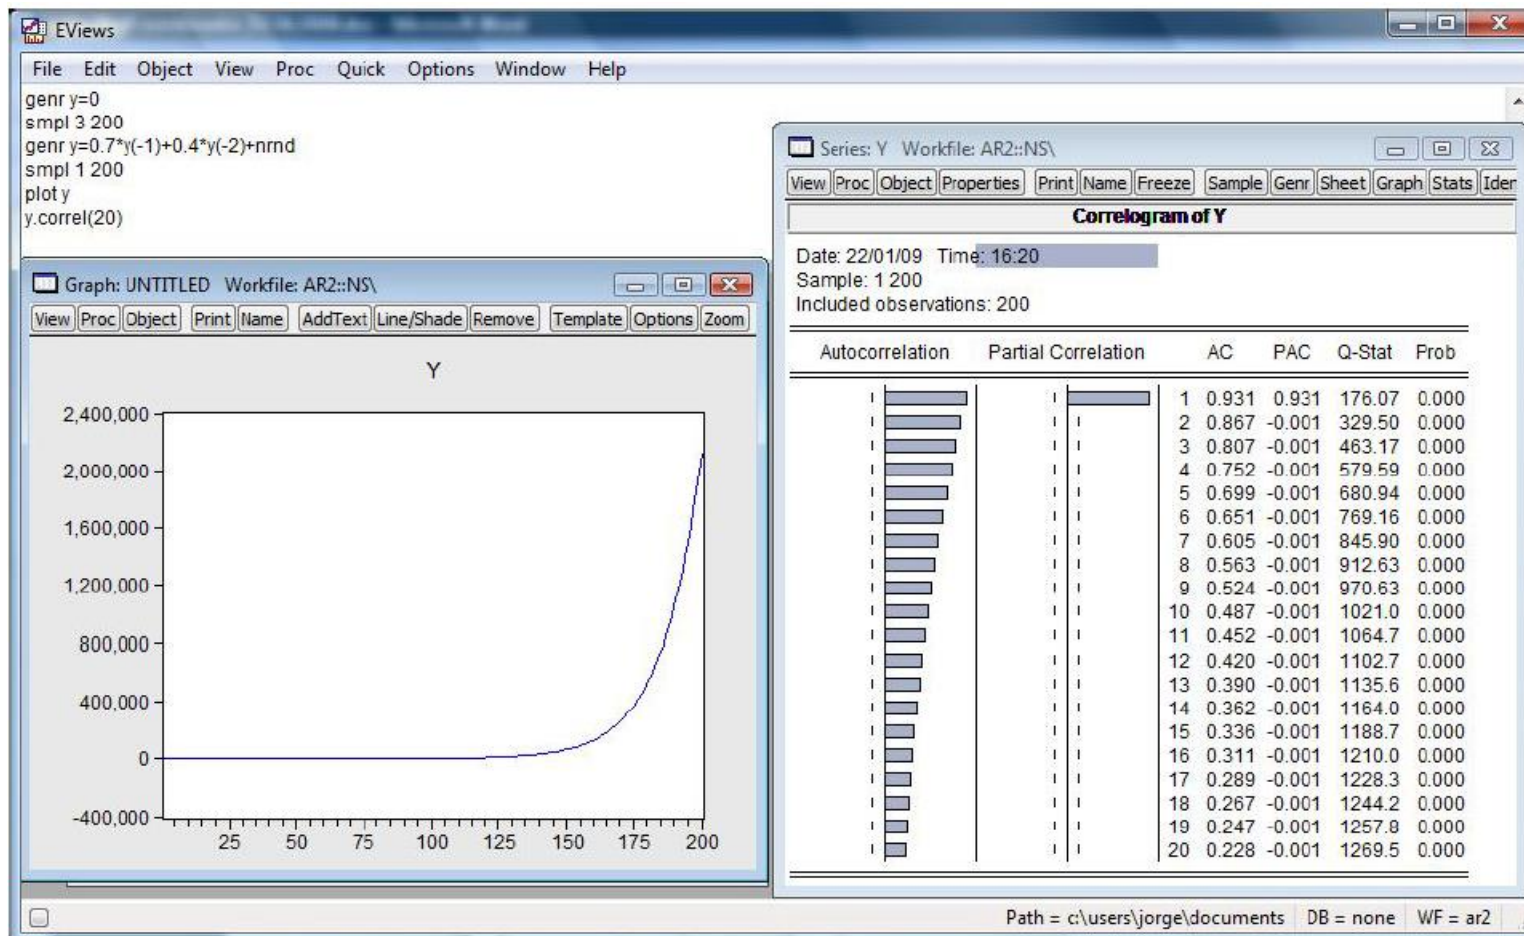 EViews
File Edit Object View Proc Quick Options Window Help
genr y=0
smpl 3 200
genr y=0.7*y(-1)+0.4*y(-2)+nrnd
smpl 1 200
plot y
y.correl(20)
Graph: UNTITLED Workfile: AR2::NS\
View Proc Object Print Name AddText Line/Shade Remove Template Options Zoom
Y
2,400,000
2,000,000
1,600,000
1,200,000
800,000
400,000
0
-400,000
25 50 75 100 125 150 175 200
Series: Y Workfile: AR2::NS\
View Proc Object Properties Print Name Freeze Sample Genr Sheet Graph Stats Iden
Correlogram of Y
Date: 22/01/09 Time: 16:20
Sample: 1 200
Included observations: 200
Autocorrelation Partial Correlation AC PAC Q-Stat Prob
1 0.931 0.931 176.07 0.000
2 0.867 -0.001 329.50 0.000
3 0.807 -0.001 463.17 0.000
4 0.752 -0.001 579.59 0.000
5 0.699 -0.001 680.94 0.000
6 0.651 -0.001 769.16 0.000
7 0.605 -0.001 845.90 0.000
8 0.563 -0.001 912.63 0.000
9 0.524 -0.001 970.63 0.000
10 0.487 -0.001 1021.0 0.000
11 0.452 -0.001 1064.7 0.000
12 0.420 -0.001 1102.7 0.000
13 0.390 -0.001 1135.6 0.000
14 0.362 -0.001 1164.0 0.000
15 0.336 -0.001 1188.7 0.000
16 0.311 -0.001 1210.0 0.000
17 0.289 -0.001 1228.3 0.000
18 0.267 -0.001 1244.2 0.000
19 0.247 -0.001 1257.8 0.000
20 0.228 -0.001 1269.5 0.000
Path = c:\users\jorge\documents DB = none WF = ar2